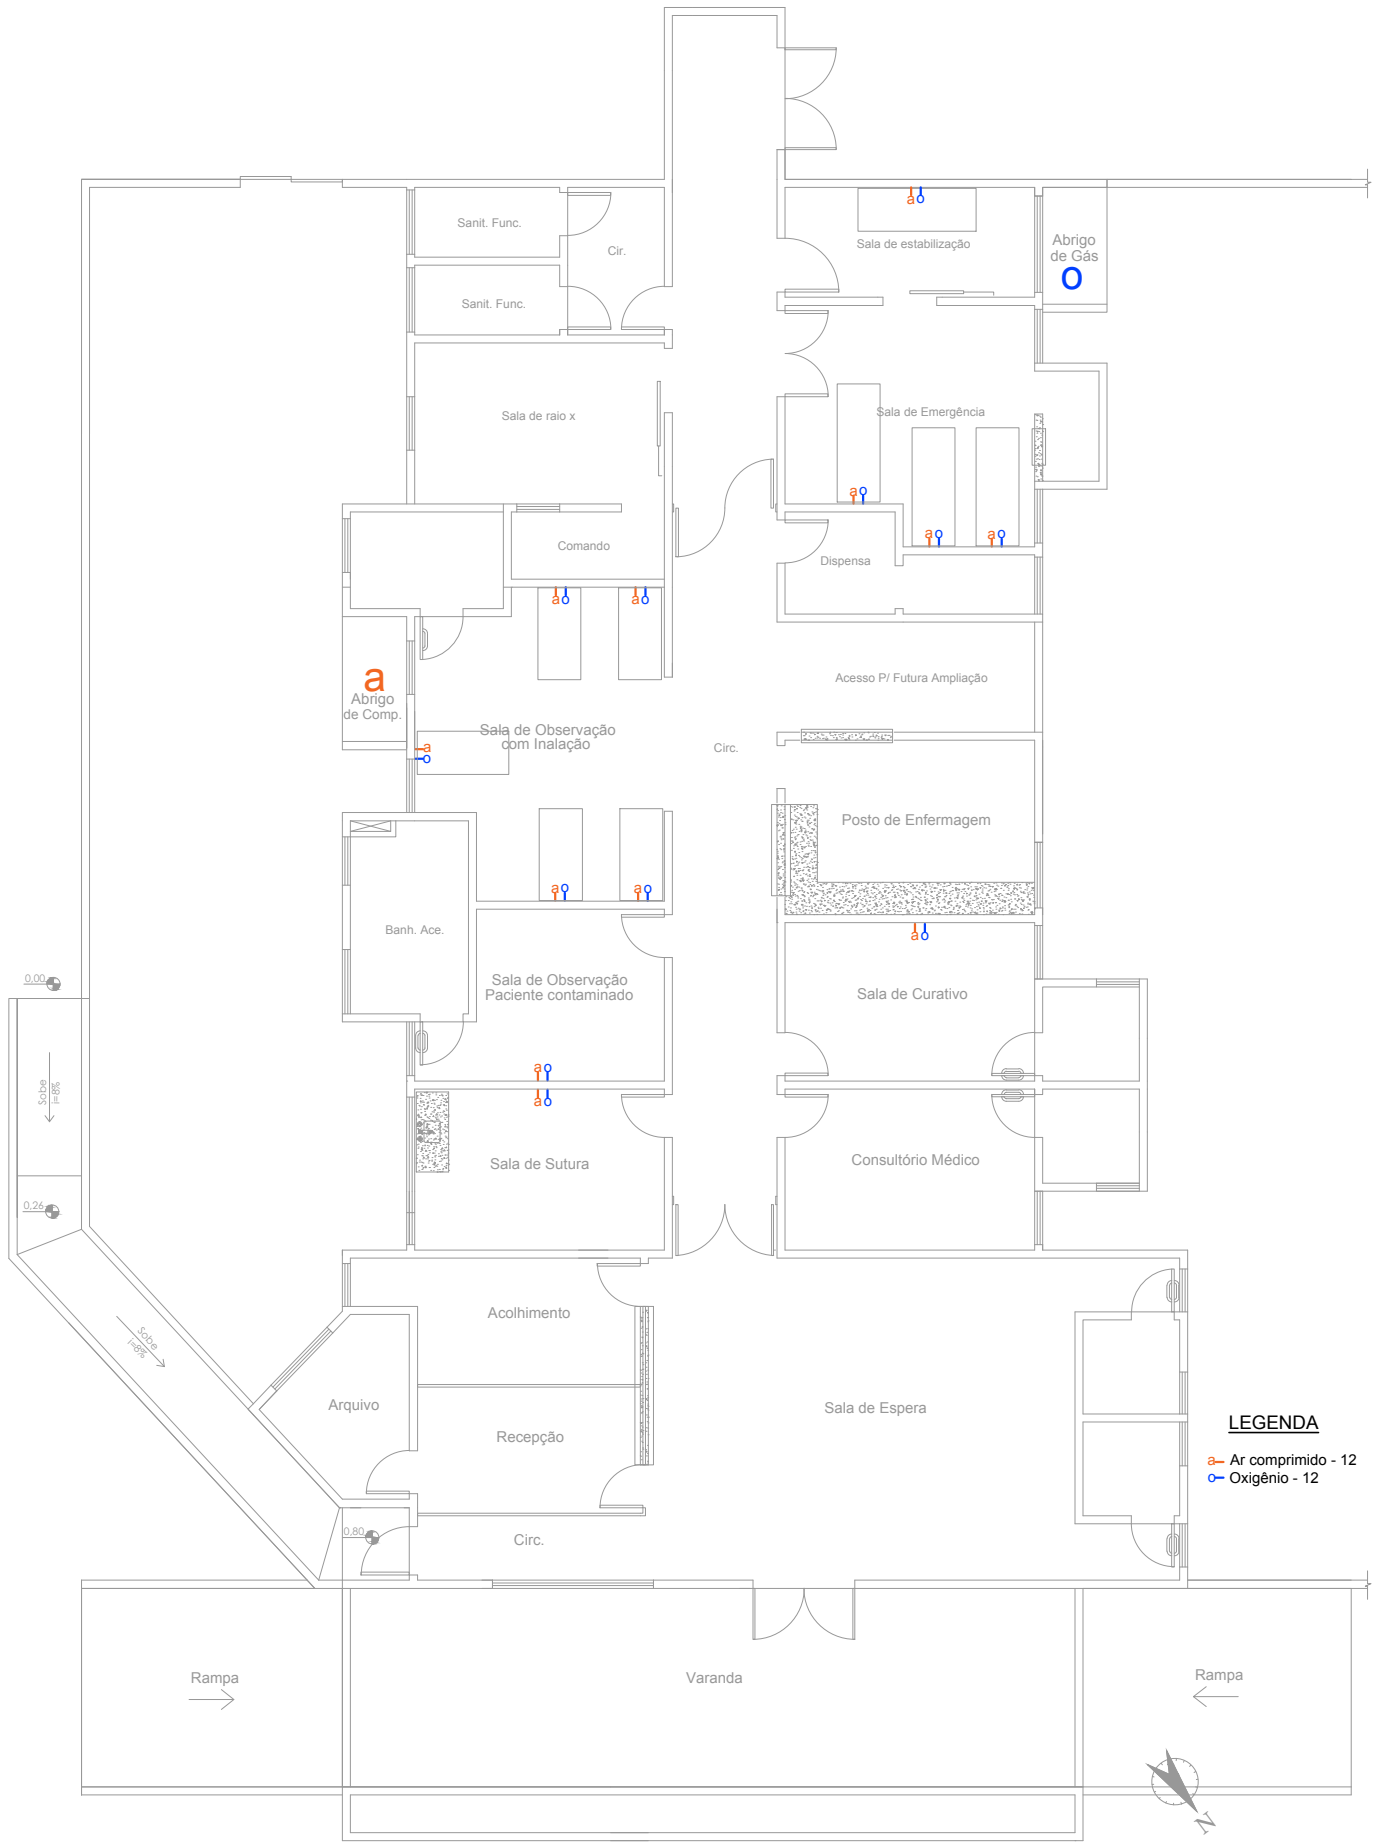 a o
Sanit. Func.
Cir.
Sala de estabilização
Abrigo
de Gás
o
Sanit. Func.
Sala de raio x
Sala de Emergência
a o
a o
a o
Comando
Dispensa
a o
a o
a
Abrigo
de Comp.
Acesso P/ Futura Ampliação
Sala de Observação
com Inalação
a
o
Circ.
Posto de Enfermagem
a o
a o
Banh. Ace.
a o
Sala de Observação
Paciente contaminado
Sala de Curativo
0,00
a o
a o
Sobe
i=8%
Sala de Sutura
Consultório Médico
0,26
Acolhimento
Sobe
i=8%
Arquivo
Recepção
Sala de Espera
LEGENDA
a Ar comprimido - 12
o Oxigênio - 12
0,80
Circ.
Rampa
Varanda
Rampa
N